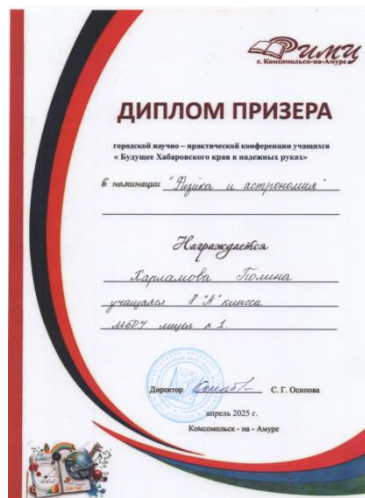 РИМЦ
г. Комсомольск-на-Амуре
ДИПЛОМ ПРИЗЕРА
городской научно – практической конференции учащихся
« Будущее Хабаровского края в надежных руках»
в номинации "Физика и астрономия"
Награждается
Харламова Полина
учащаяся 8 "А" класса
МБОУ лицея № 1.
Директор С. Г. Осипова
апрель 2025 г.
Комсомольск - на - Амуре